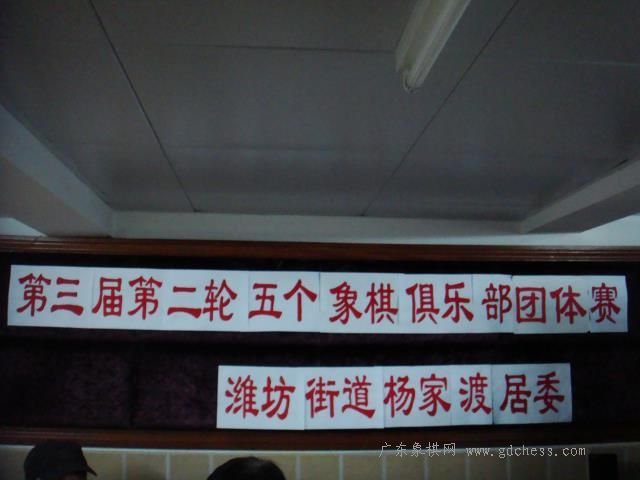 第三届第二轮五个象棋俱乐部团体赛
潍坊街道杨家渡居委
广东象棋网 www.gdchess.com